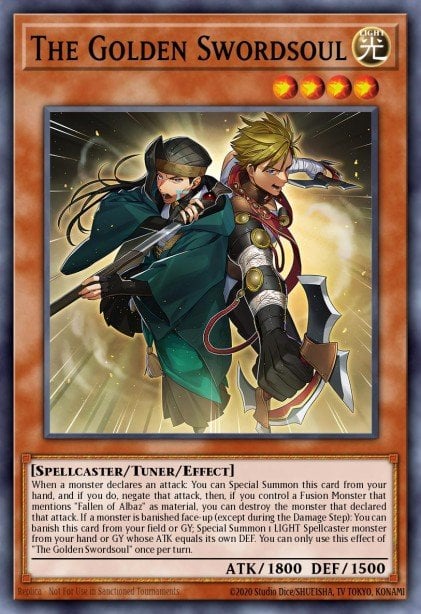 THE GOLDEN SWORDSOUL
LIGHT
光
[SPELLCASTER/TUNER/EFFECT]
When a monster declares an attack: You can Special Summon this card from your
hand, and if you do, negate that attack, then, if you control a Fusion Monster that
mentions "Fallen of Albaz" as material, you can destroy the monster that declared
that attack. If a monster is banished face-up (except during the Damage Step): You can
banish this card from your field or GY; Special Summon 1 LIGHT Spellcaster monster
from your hand or GY whose ATK equals its own DEF. You can only use this effect of
"The Golden Swordsoul" once per turn.
ATK/1800 DEF/1500
Replica - Not For Use in Sanctioned Tournaments
©2020 Studio Dice/SHUEISHA, TV TOKYO, KONAMI